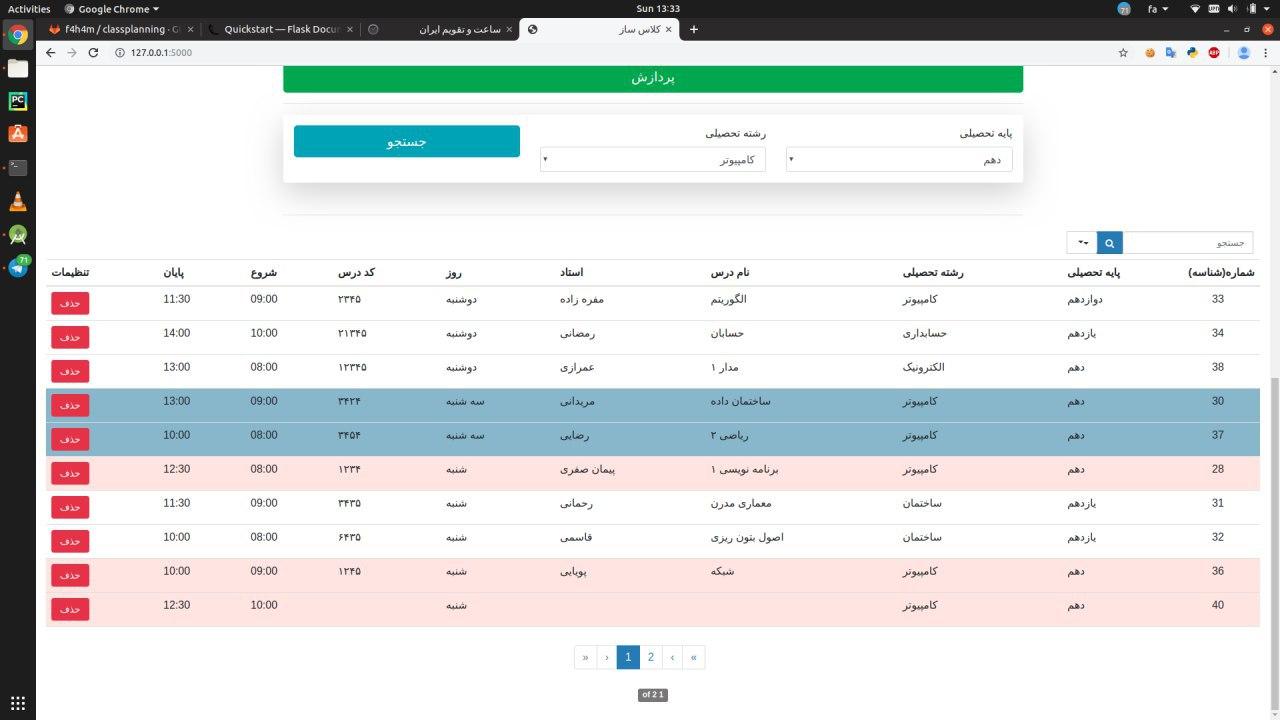 Activities Google Chrome Sun 13:33 71 fa
f4h4m / classplanning · Gi Quickstart — Flask Docum ساعت و تقویم ایران کلاس ساز
127.0.0.1:5000
پردازش
پایه تحصیلی رشته تحصیلی جستجو
دهم کامپیوتر
جستجو
شماره(شناسه) پایه تحصیلی رشته تحصیلی نام درس استاد روز کد درس شروع پایان تنظیمات
33 دوازدهم کامپیوتر الگوریتم مفره زاده دوشنبه ۲۳۴۵ 09:00 11:30 حذف
34 یازدهم حسابداری حسابان رمضانی دوشنبه ۲۱۳۴۵ 10:00 14:00 حذف
38 دهم الکترونیک مدار ۱ عمرازی دوشنبه ۱۲۳۴۵ 08:00 13:00 حذف
30 دهم کامپیوتر ساختمان داده مریدانی سه شنبه ۳۴۲۴ 09:00 13:00 حذف
37 دهم کامپیوتر ریاضی ۲ رضایی سه شنبه ۳۴۵۴ 08:00 10:00 حذف
28 دهم کامپیوتر برنامه نویسی ۱ پیمان صفری شنبه ۱۲۳۴ 08:00 12:30 حذف
31 یازدهم ساختمان معماری مدرن رحمانی شنبه ۳۴۳۵ 09:00 11:30 حذف
32 یازدهم ساختمان اصول بتون ریزی قاسمی شنبه ۶۴۳۵ 08:00 10:00 حذف
36 دهم کامپیوتر شبکه پویایی شنبه ۱۲۴۵ 09:00 10:00 حذف
40 دهم کامپیوتر شنبه 10:00 12:30 حذف
« ‹ 1 2 › »
of 2 1